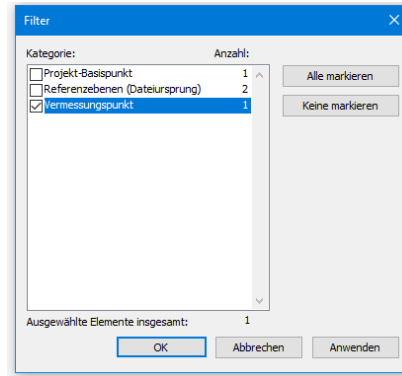 Filter
Kategorie: Anzahl:
Projekt-Basispunkt 1
Referenzebenen (Dateiursprung) 2
Vermessungspunkt 1
Alle markieren
Keine markieren
Ausgewählte Elemente insgesamt: 1
OK Abbrechen Anwenden